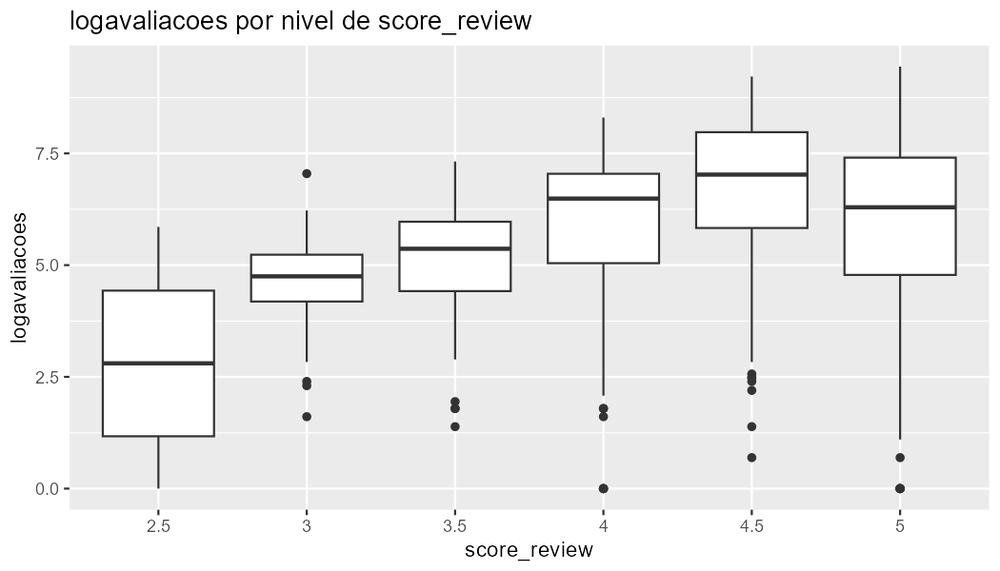 logavaliacoes por nivel de score_review
logavaliacoes
7.5
5.0
2.5
0.0
2.5 3 3.5 4 4.5 5
score_review